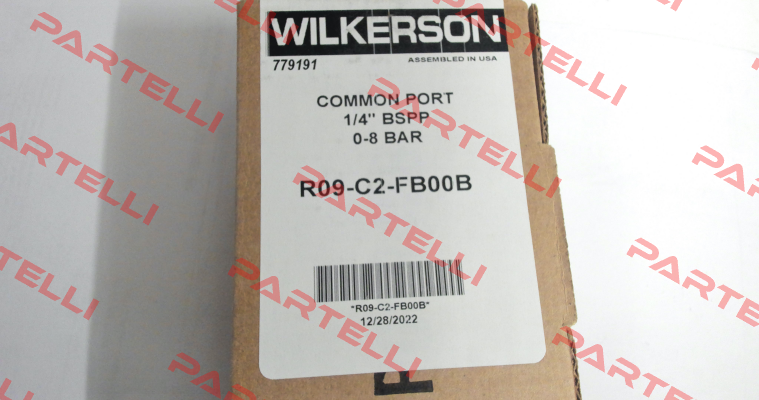 WILKERSON
779191
ASSEMBLED IN USA
COMMON PORT
1/4" BSPP
0-8 BAR
R09-C2-FB00B
"R09-C2-FB00B"
12/28/2022
PARTELLI
PARTELLI
PARTELLI
PARTELLI
PARTELLI
PARTELLI
PARTELLI
PARTELLI